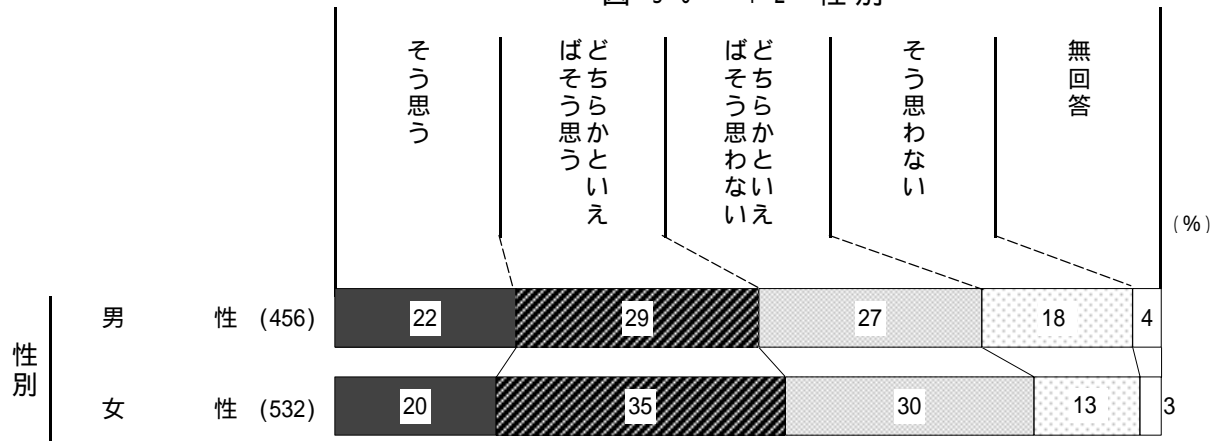 そう思う
どちらかといえ
ばそう思う
どちらかといえ
ばそう思わない
そう思わない
無回答
(%)
性別
男 性 (456)
22 29 27 18 4
女 性 (532)
20 35 30 13 3